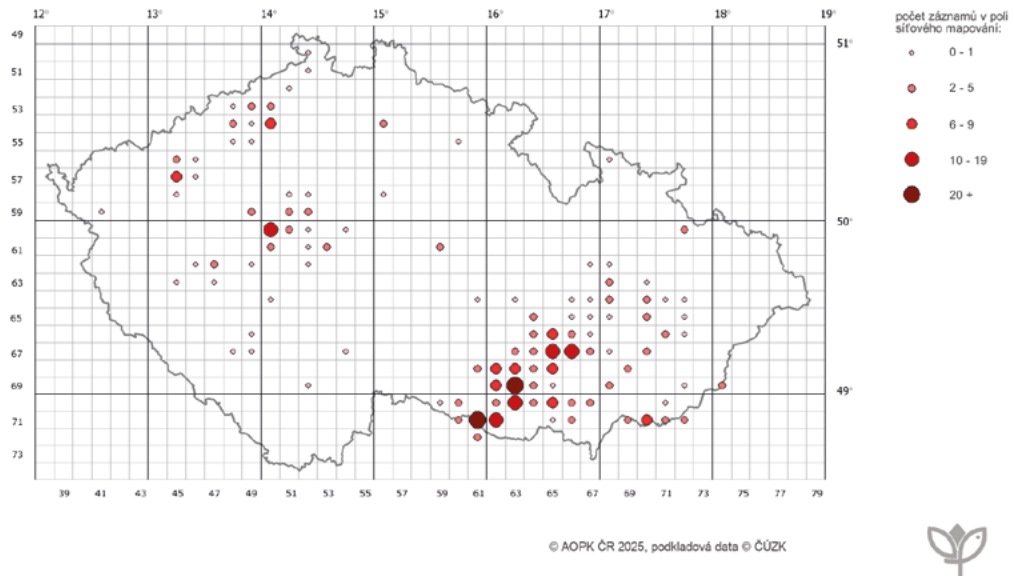 12° 13° 14° 15° 16° 17° 18° 19°
počet záznamů v poli
síťového mapování:
49 51°
0 - 1
51
2 - 5
53
6 - 9
55
10 - 19
57
20 +
59 50°
61
63
65
67
69 49°
71
73
39 41 43 45 47 49 51 53 55 57 59 61 63 65 67 69 71 73 75 77 79
© AOPK ČR 2025, podkladová data © ČÚZK